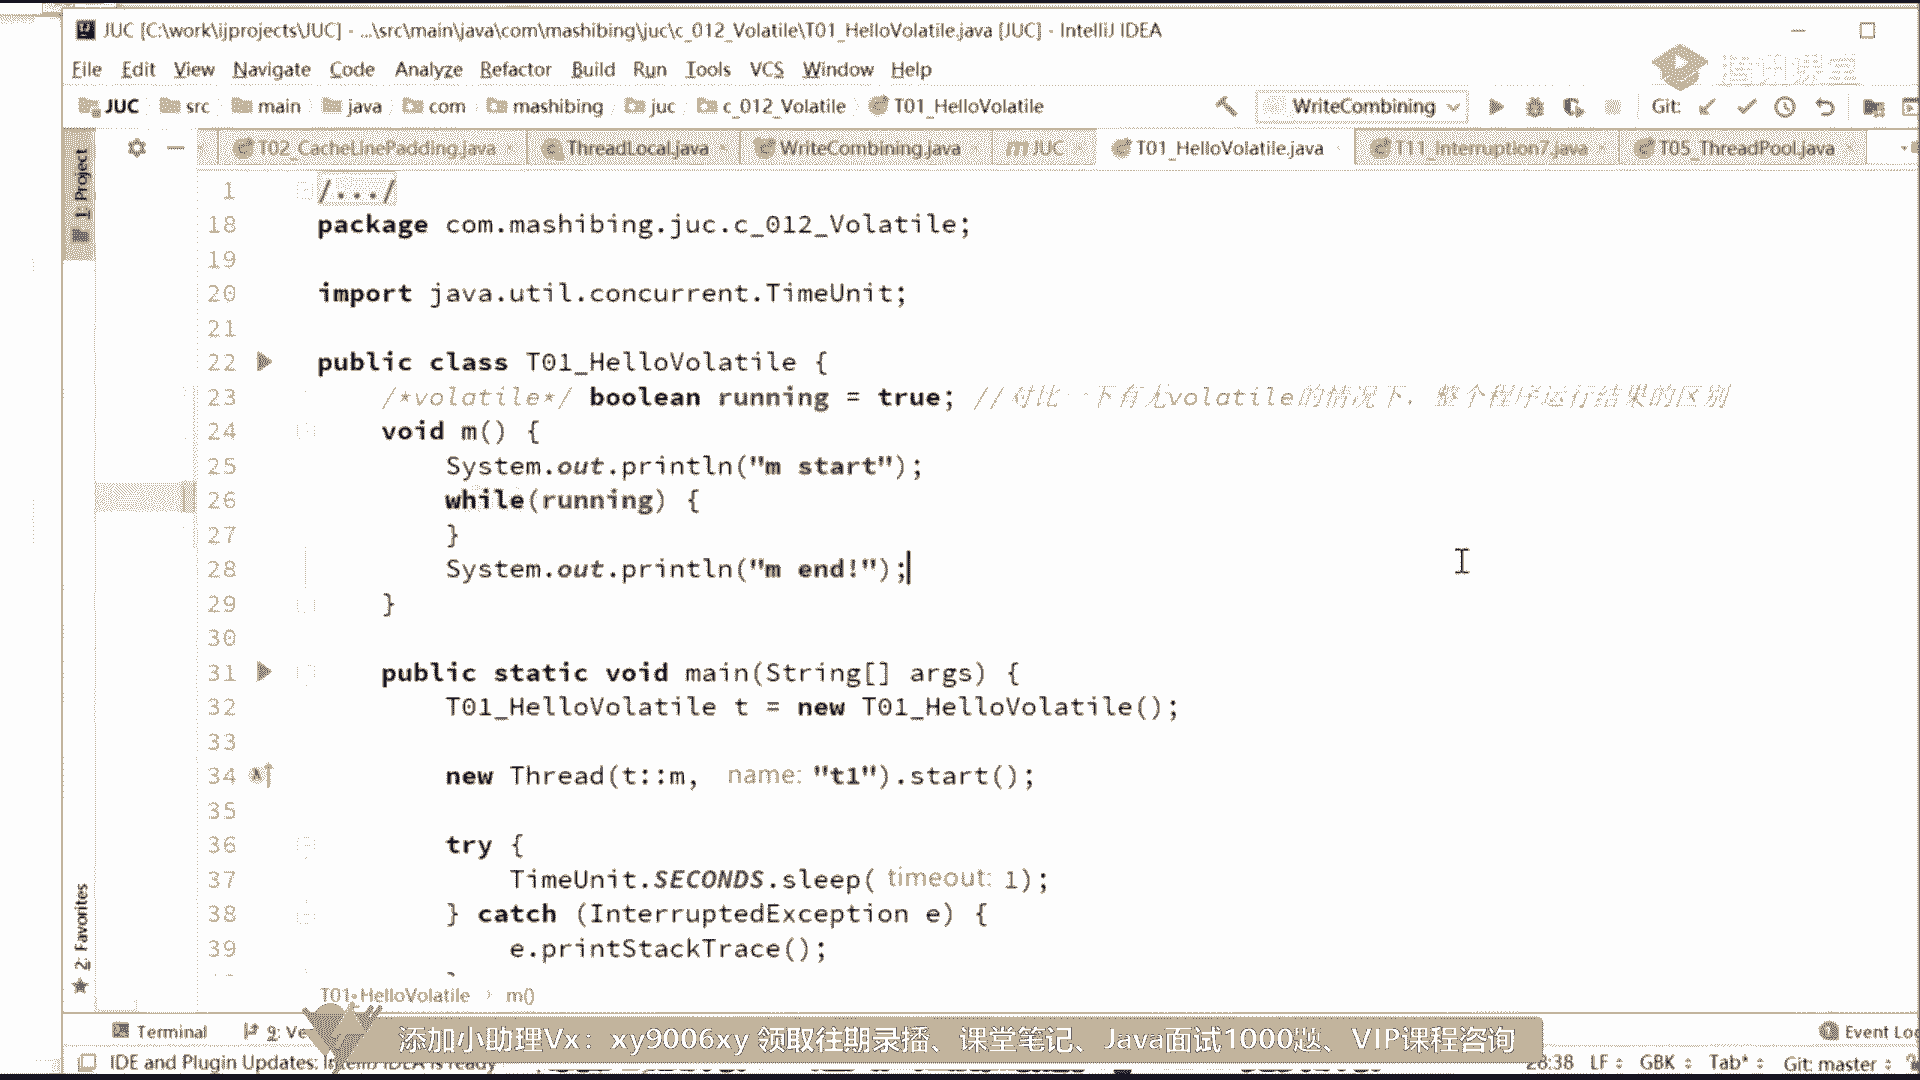 JUC [C:\work\ijprojects\JUC] - ...\src\main\java\com\mashibing\juc\c_012_Volatile\T01_HelloVolatile.java [JUC] - IntelliJ IDEA
File Edit View Navigate Code Analyze Refactor Build Run Tools VCS Window Help
腾讯课堂
JUC src main java com mashibing juc c_012_Volatile T01_HelloVolatile WriteCombining Git:
T02_CacheLinePadding.java ThreadLocal.java WriteCombining.java JUC T01_HelloVolatile.java T11_Interruption7.java T05_ThreadPool.java
1: Project
1 /.../
18 package com.mashibing.juc.c_012_Volatile;
19
20 import java.util.concurrent.TimeUnit;
21
22 public class T01_HelloVolatile {
23 /*volatile*/ boolean running = true; //对比一下有无volatile的情况下，整个程序运行结果的区别
24 void m() {
25 System.out.println("m start");
26 while(running) {
27 }
28 System.out.println("m end!");
29 }
30
31 public static void main(String[] args) {
32 T01_HelloVolatile t = new T01_HelloVolatile();
33
34 new Thread(t::m, name: "t1").start();
35
36 try {
37 TimeUnit.SECONDS.sleep( timeout: 1);
38 } catch (InterruptedException e) {
39 e.printStackTrace();
2: Favorites
T01_HelloVolatile › m()
Terminal 9: Ve Event Log
添加小助理Vx：xy9006xy 领取往期录播、课堂笔记、Java面试1000题、VIP课程咨询
IDE and Plugin Updates: IntelliJ IDEA is ready 28:38 LF GBK Tab* Git: master